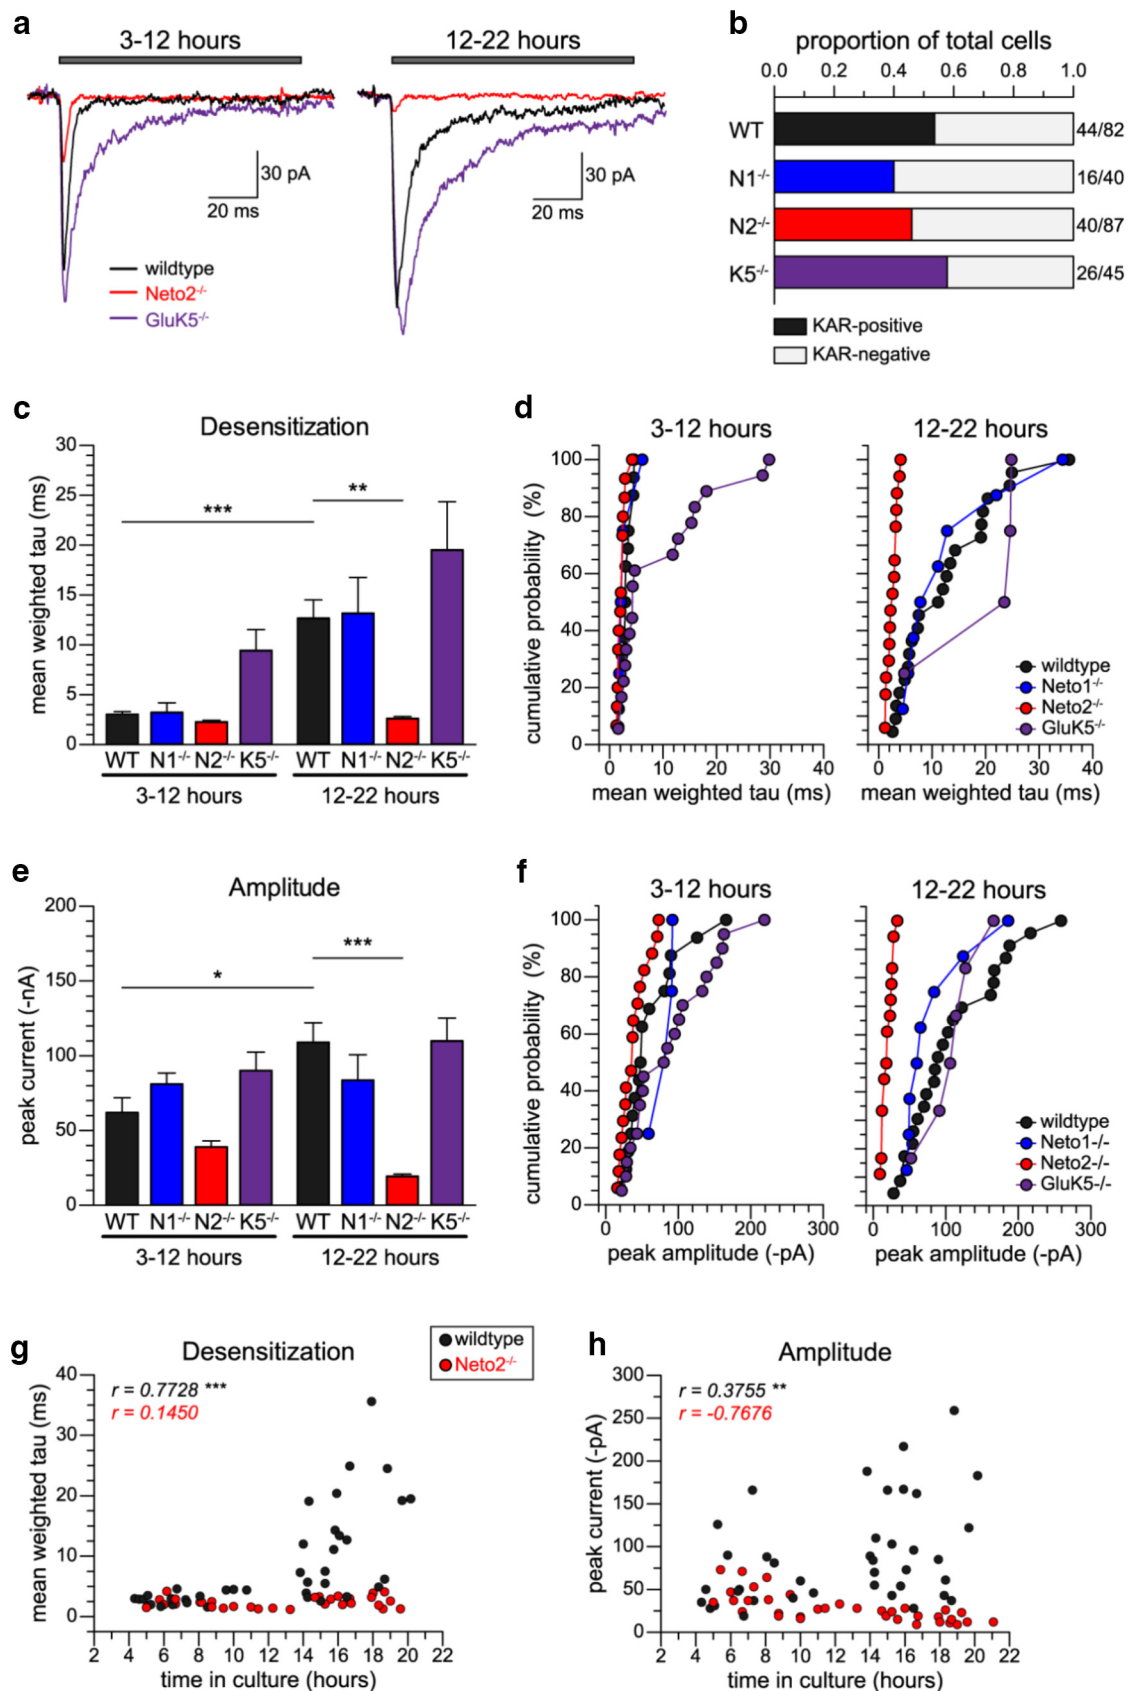 a
3-12 hours
12-22 hours
30 pA
20 ms
30 pA
20 ms
wildtype
Neto2-/-
GluK5-/-
b
proportion of total cells
0.0 0.2 0.4 0.6 0.8 1.0
WT 44/82
N1-/- 16/40
N2-/- 40/87
K5-/- 26/45
KAR-positive
KAR-negative
c
Desensitization
mean weighted tau (ms)
30
25
20
15
10
5
0
***
**
WT N1-/- N2-/- K5-/- WT N1-/- N2-/- K5-/-
3-12 hours 12-22 hours
d
3-12 hours
12-22 hours
cumulative probability (%)
100
80
60
40
20
0
0 10 20 30 40
0 10 20 30 40
mean weighted tau (ms)
mean weighted tau (ms)
wildtype
Neto1-/-
Neto2-/-
GluK5-/-
e
Amplitude
peak current (-nA)
200
150
100
50
0
*
***
WT N1-/- N2-/- K5-/- WT N1-/- N2-/- K5-/-
3-12 hours 12-22 hours
f
3-12 hours
12-22 hours
cumulative probability (%)
100
80
60
40
20
0
0 100 200 300
0 100 200 300
peak amplitude (-pA)
peak amplitude (-pA)
wildtype
Neto1-/-
Neto2-/-
GluK5-/-
g
Desensitization
wildtype
Neto2-/-
r = 0.7728 ***
r = 0.1450
mean weighted tau (ms)
40
30
20
10
0
2 4 6 8 10 12 14 16 18 20 22
time in culture (hours)
h
Amplitude
r = 0.3755 **
r = -0.7676
peak current (-pA)
300
250
200
150
100
50
0
2 4 6 8 10 12 14 16 18 20 22
time in culture (hours)